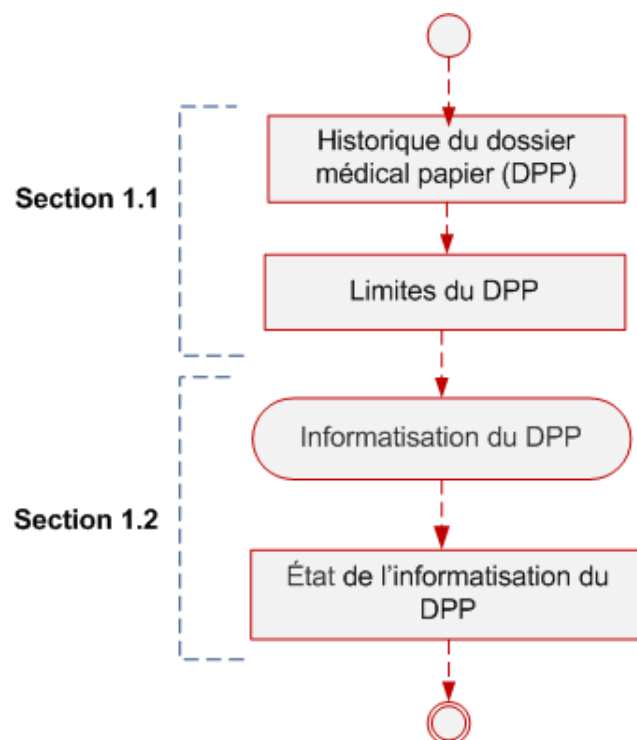 Historique du dossier
médical papier (DPP)
Section 1.1
Limites du DPP
Informatisation du DPP
Section 1.2
État de l'informatisation du
DPP